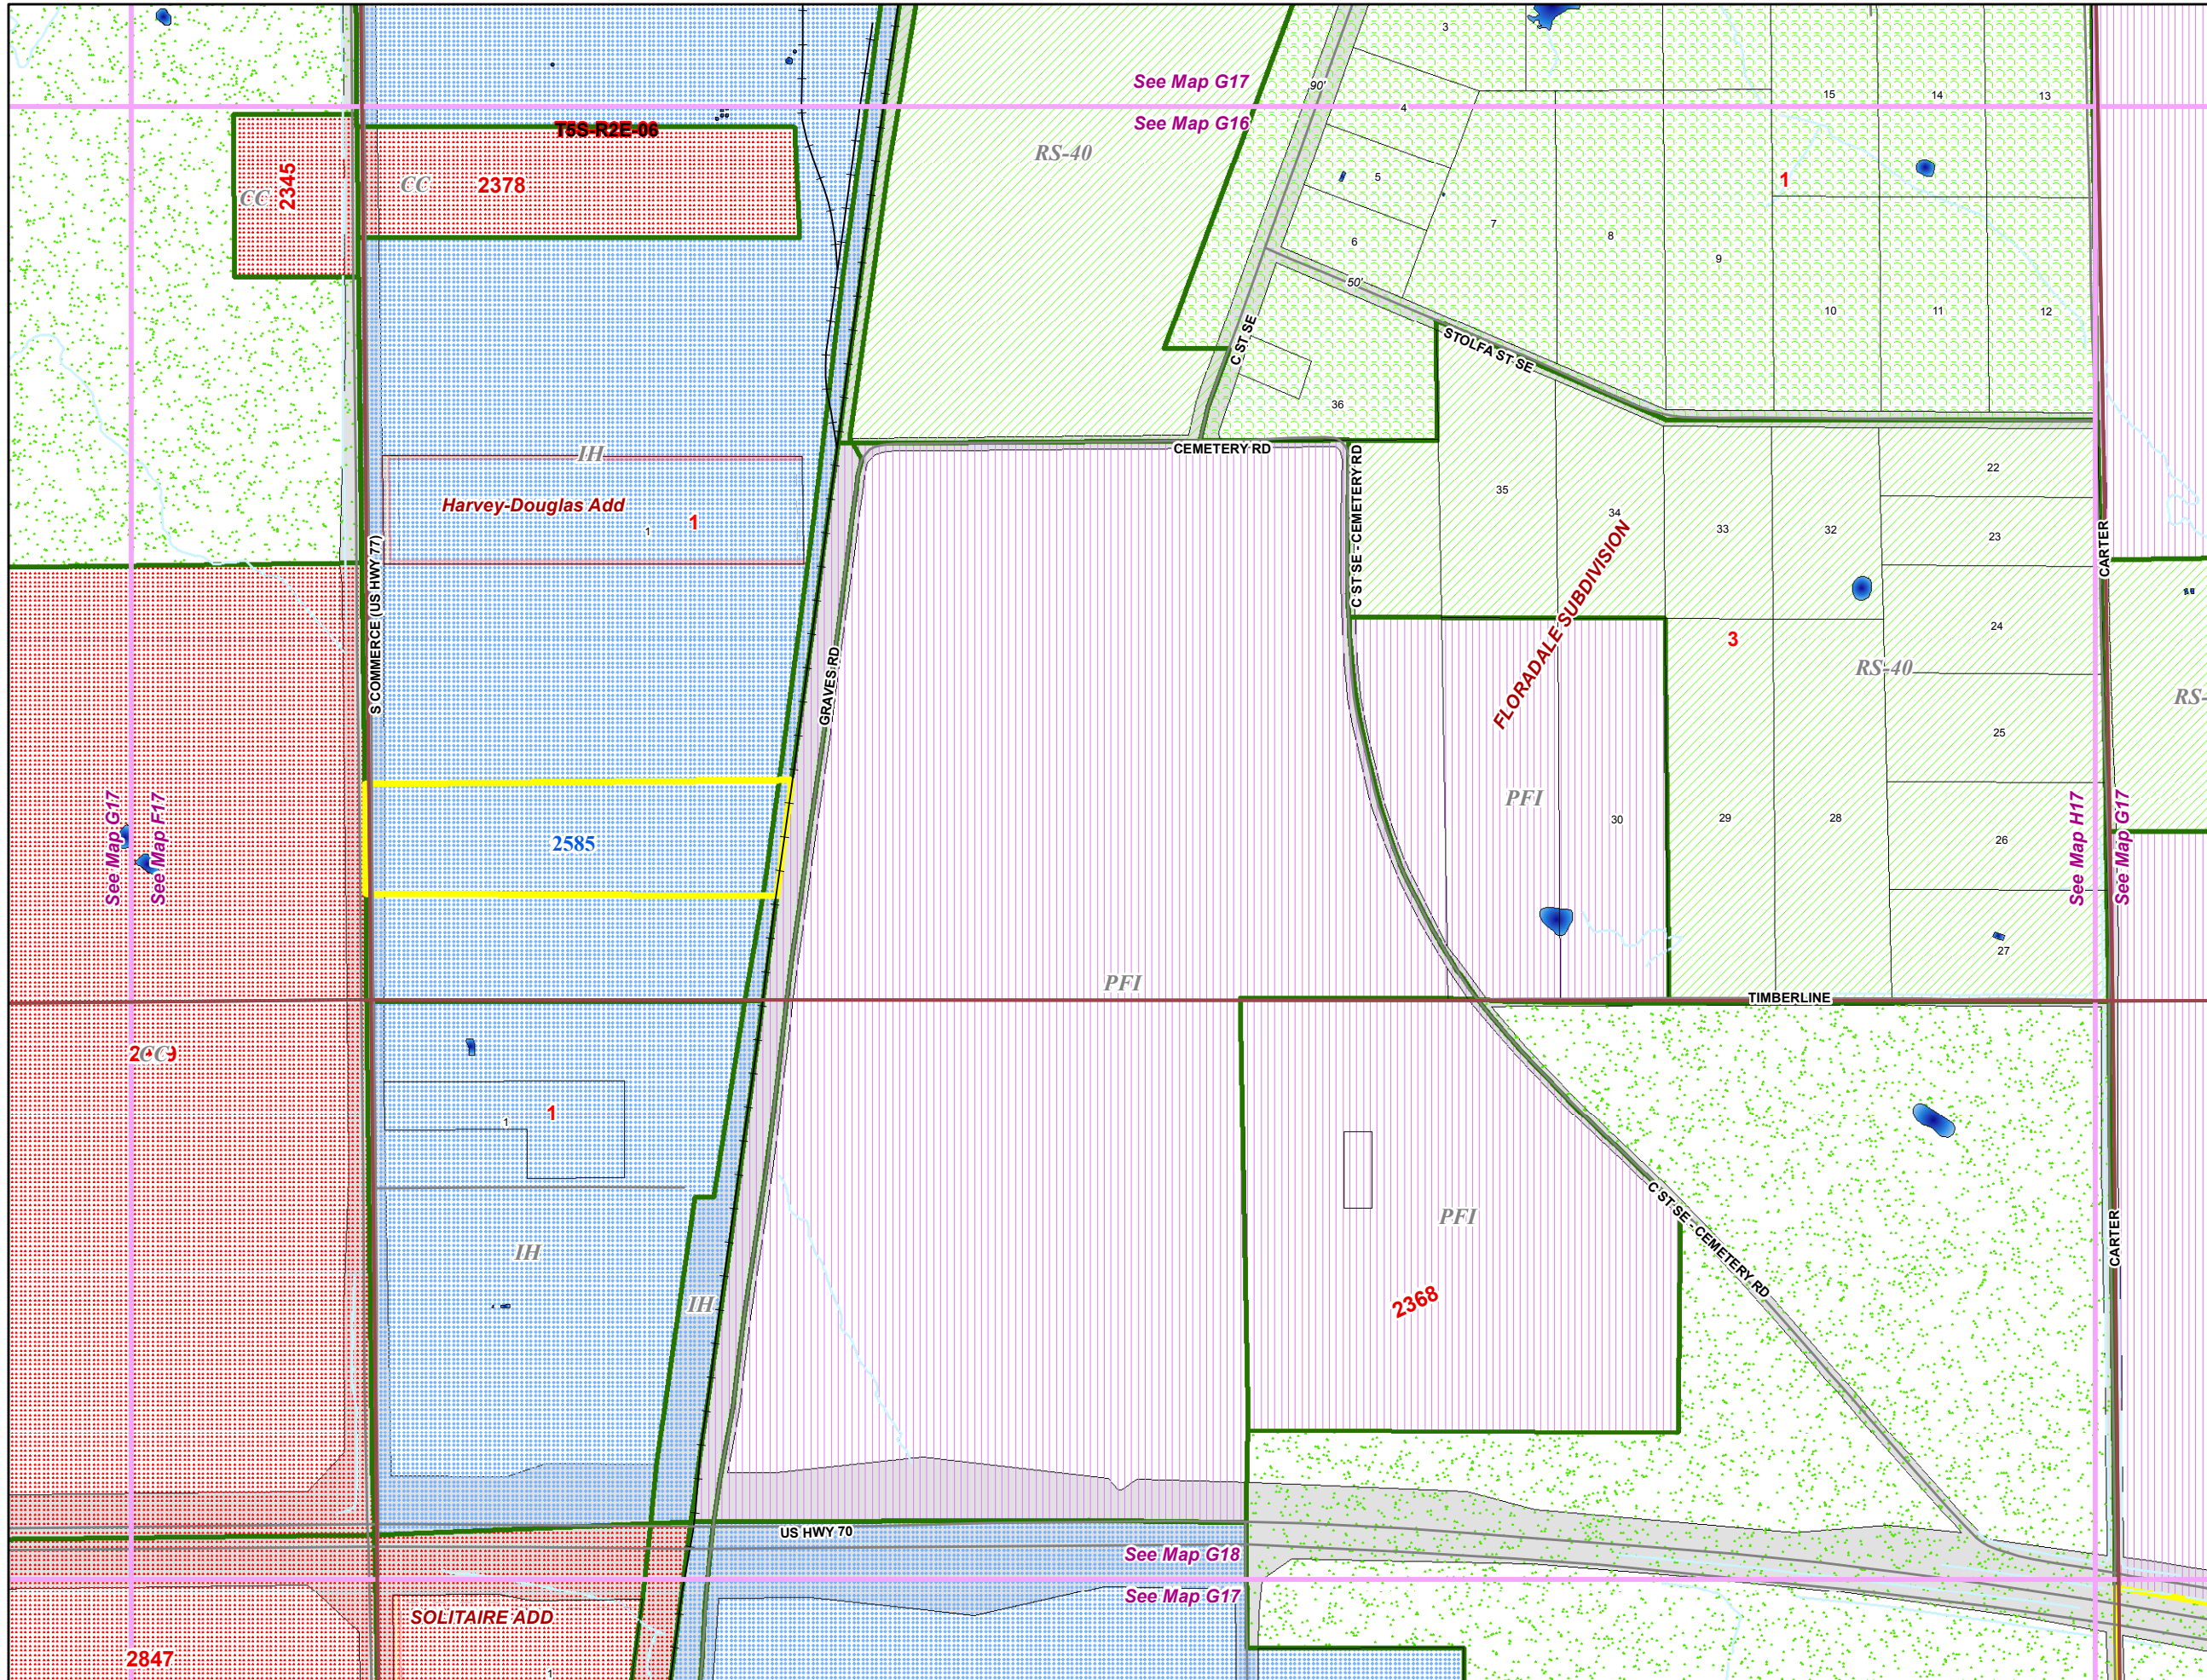 3
See Map G17
90'
15
14
13
4
See Map G16
T5S-R2E-06
RS-40
5
1
2345
CC
CC
2378
7
8
6
9
50'
10
11
12
C ST SE
STOLFA ST SE
36
CEMETERY RD
C ST SE - CEMETERY RD
IH
Harvey-Douglas Add
1
1
35
34
33
32
22
23
CARTER
S COMMERCE (US HWY 77)
FLORADALE SUBDIVISION
3
24
GRAVES RD
RS-40
RS-
25
PFI
30
29
28
26
See Map G17
See Map F17
2585
See Map H17
See Map G17
27
PFI
TIMBERLINE
CC
1
1
C ST SE - CEMETERY RD
PFI
CARTER
IH
IH
2368
US HWY 70
See Map G18
See Map G17
SOLITAIRE ADD
2847
1